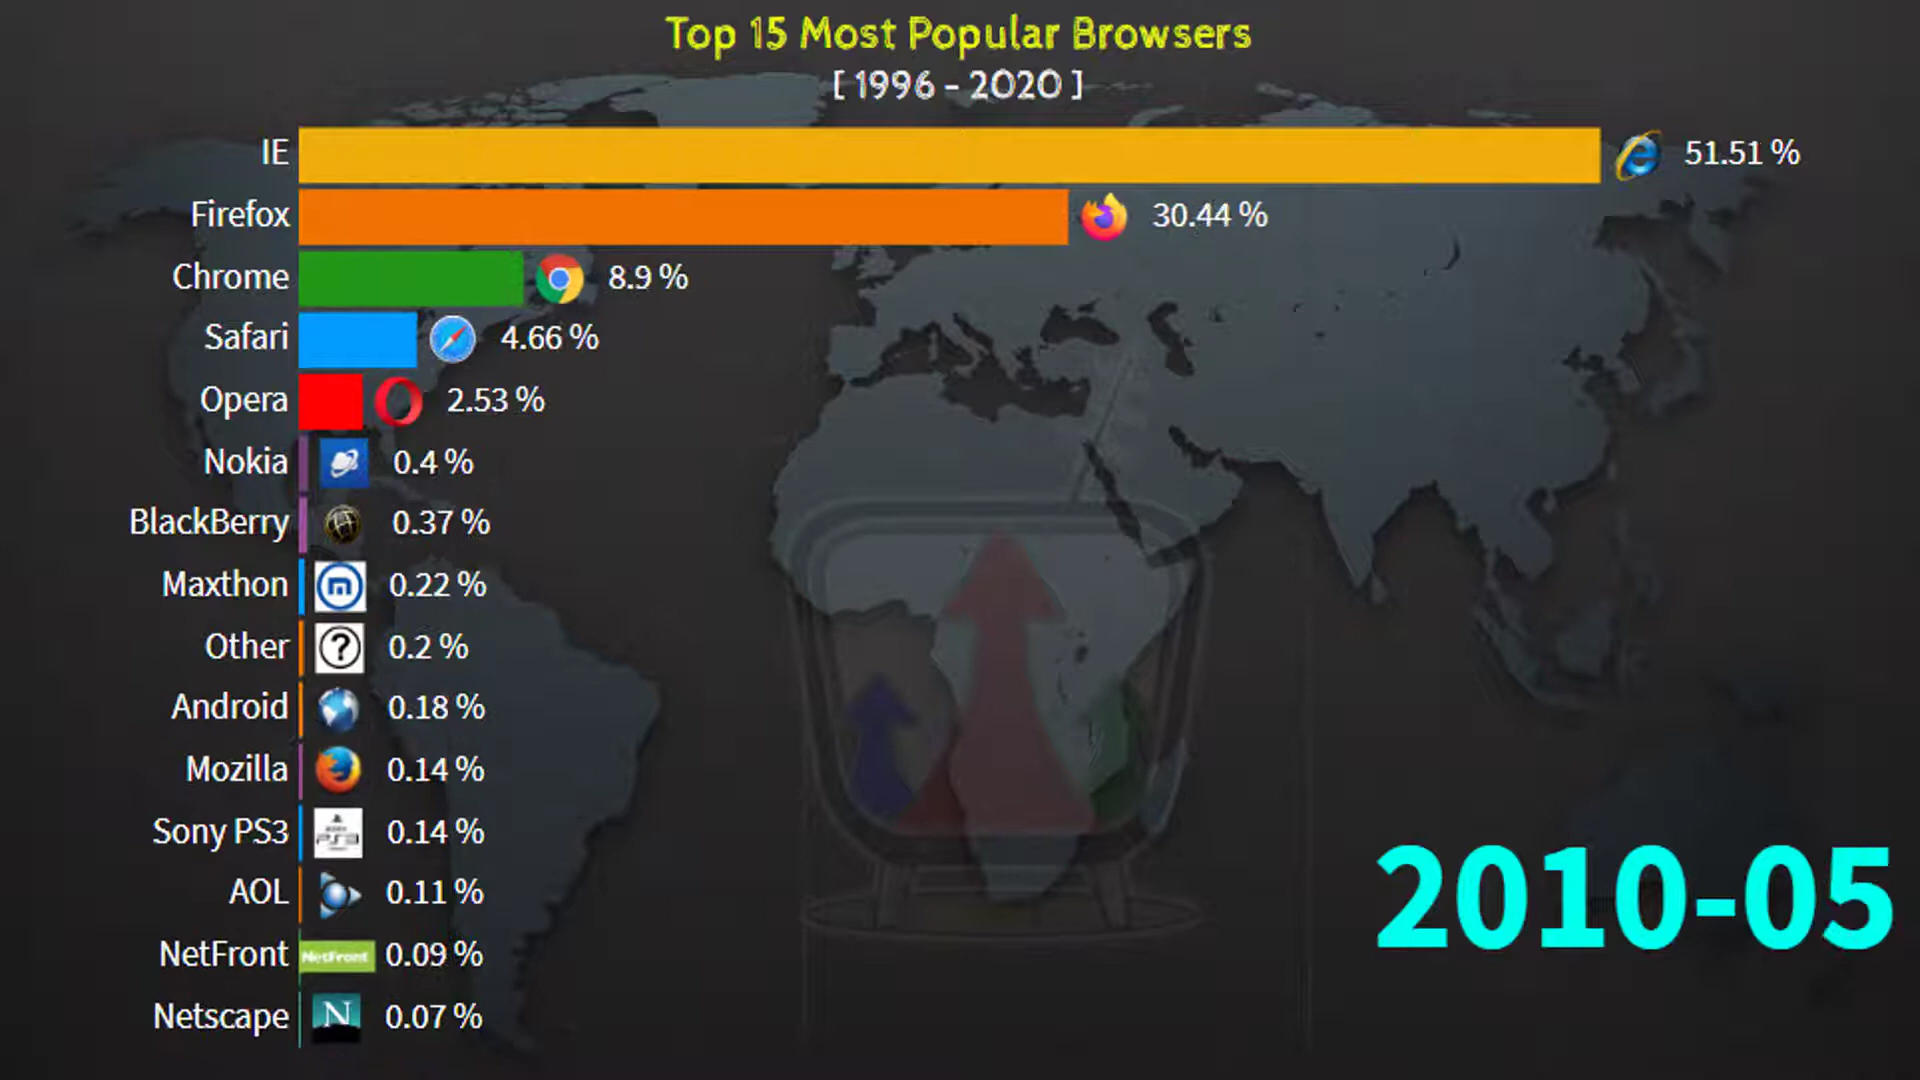 Top 15 Most Popular Browsers
[ 1996 - 2020 ]
IE 51.51 %
Firefox 30.44 %
Chrome 8.9 %
Safari 4.66 %
Opera 2.53 %
Nokia 0.4 %
BlackBerry 0.37 %
Maxthon 0.22 %
Other ? 0.2 %
Android 0.18 %
Mozilla 0.14 %
Sony PS3 PS3 0.14 %
AOL 0.11 %
NetFront NetFront 0.09 %
Netscape N 0.07 %
2010-05